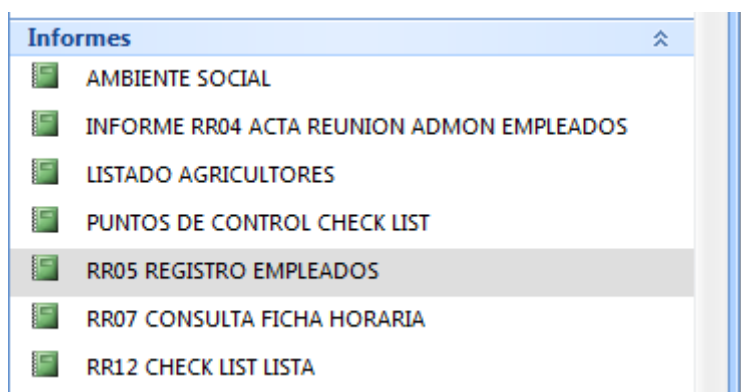 Informes
AMBIENTE SOCIAL
INFORME RR04 ACTA REUNION ADMON EMPLEADOS
LISTADO AGRICULTORES
PUNTOS DE CONTROL CHECK LIST
RR05 REGISTRO EMPLEADOS
RR07 CONSULTA FICHA HORARIA
RR12 CHECK LIST LISTA